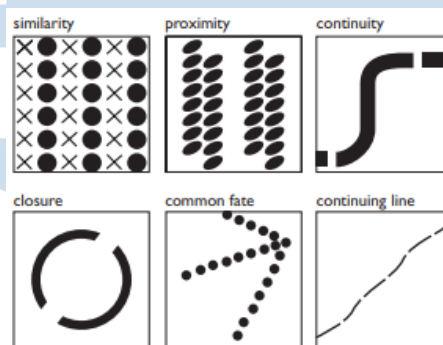 similarity
proximity
continuity
closure
common fate
continuing line